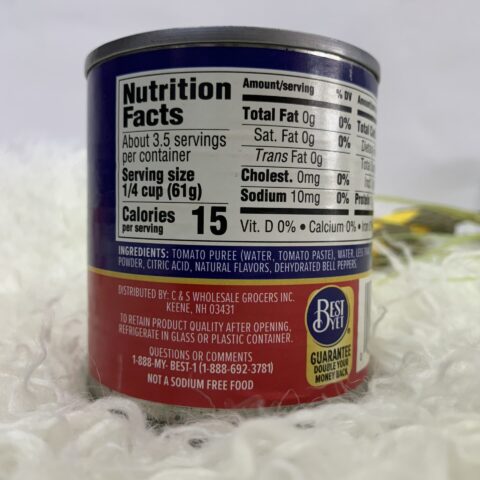 Nutrition
Facts
About 3.5 servings
per container
Serving size
1/4 cup (61g)
Calories
per serving
15
Amount/serving % DV
Total Fat 0g 0%
Sat. Fat 0g 0%
Trans Fat 0g
Cholest. 0mg 0%
Sodium 10mg 0%
Vit. D 0% • Calcium 0% •
Amount
Total
INGREDIENTS: TOMATO PUREE (WATER, TOMATO PASTE), WATER, LESS
POWDER, CITRIC ACID, NATURAL FLAVORS, DEHYDRATED BELL PEPPERS.
DISTRIBUTED BY: C & S WHOLESALE GROCERS INC.
KEENE, NH 03431
TO RETAIN PRODUCT QUALITY AFTER OPENING,
REFRIGERATE IN GLASS OR PLASTIC CONTAINER.
QUESTIONS OR COMMENTS
1-888-MY-BEST-1 (1-888-692-3781)
NOT A SODIUM FREE FOOD
BEST
YET
GUARANTEE
DOUBLE YOUR
MONEY BACK